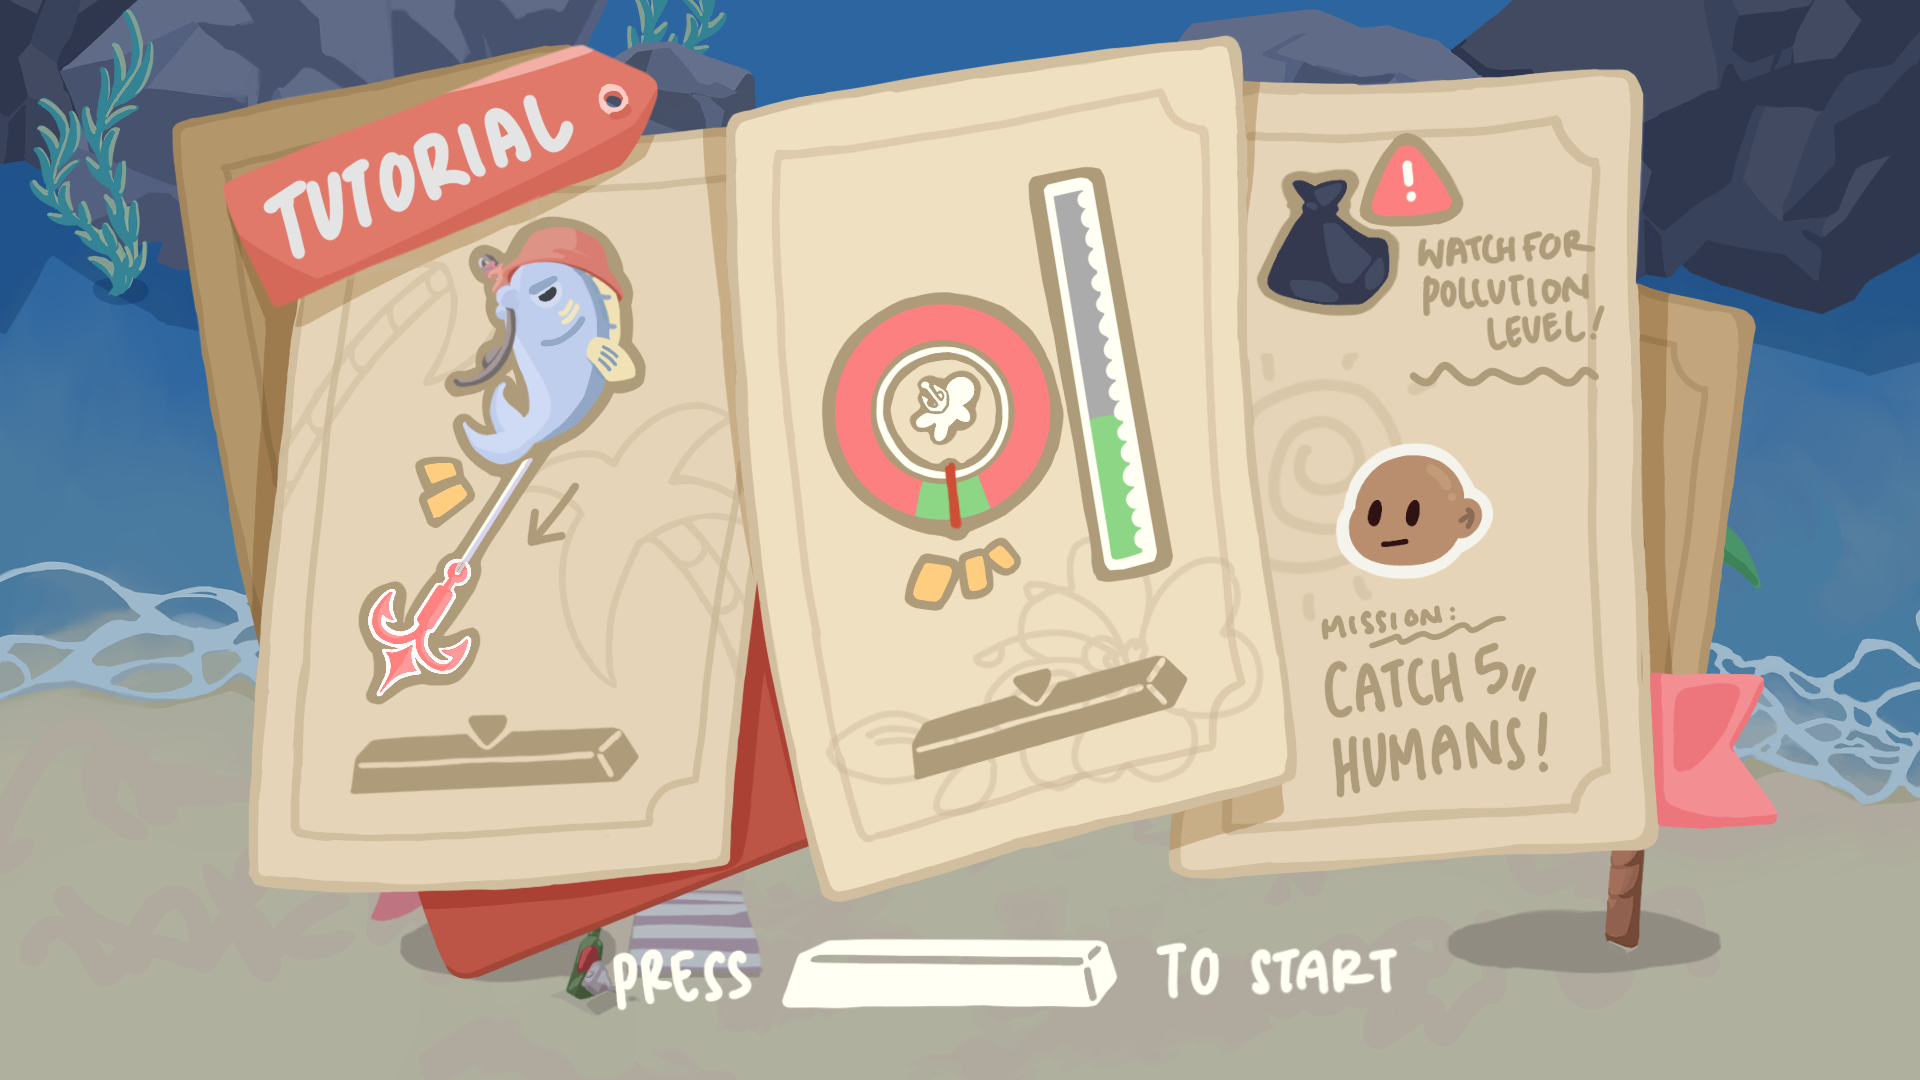 TUTORIAL
WATCH FOR
POLLUTION
LEVEL!
MISSION:
CATCH 5
HUMANS!
PRESS TO START